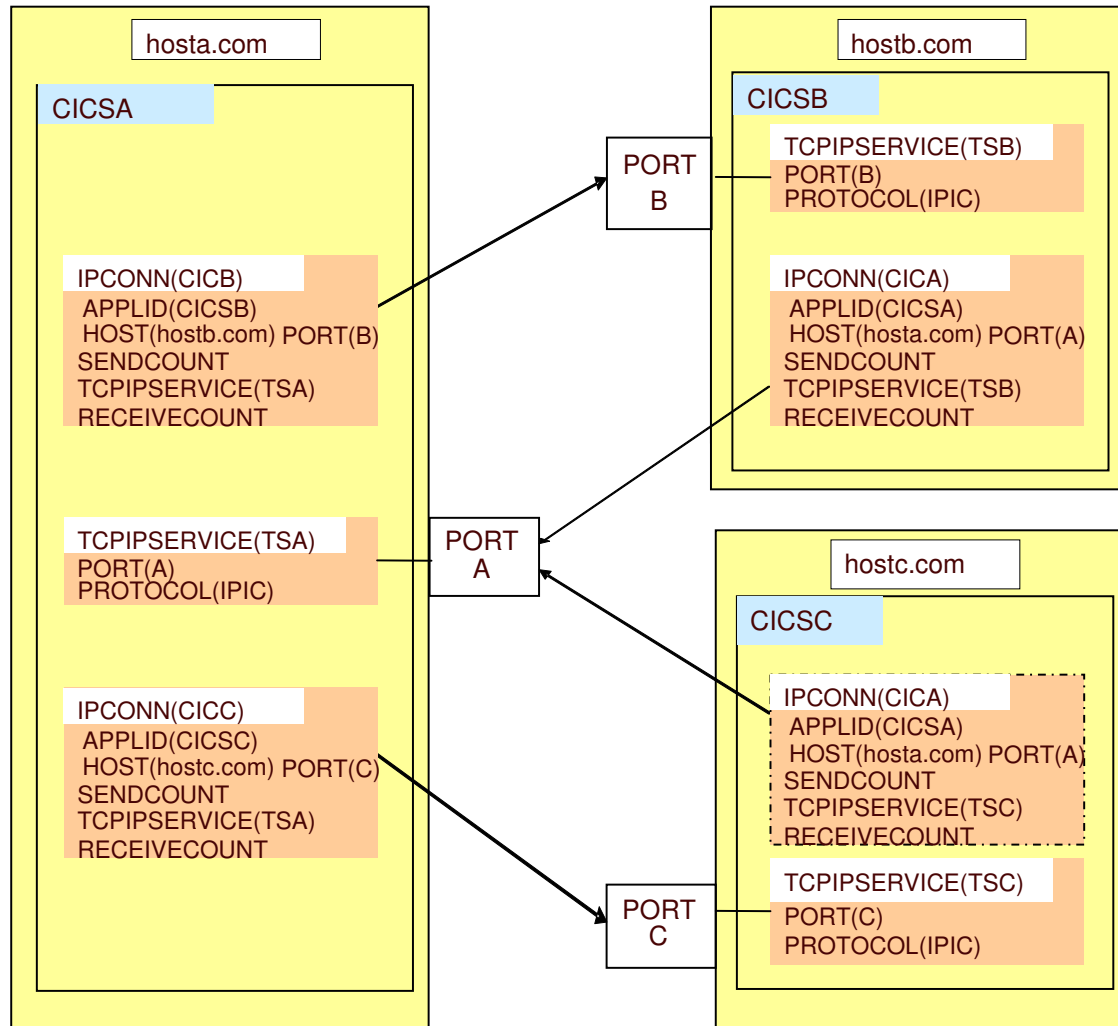 hosta.com
CICSA
IPCONN(CICB)
APPLID(CICSB)
HOST(hostb.com) PORT(B)
SENDCOUNT
TCPIPSERVICE(TSA)
RECEIVECOUNT
TCPIPSERVICE(TSA)
PORT(A)
PROTOCOL(IPIC)
IPCONN(CICC)
APPLID(CICSC)
HOST(hostc.com) PORT(C)
SENDCOUNT
TCPIPSERVICE(TSA)
RECEIVECOUNT
PORT
B
PORT
A
PORT
C
hostb.com
CICSB
TCPIPSERVICE(TSB)
PORT(B)
PROTOCOL(IPIC)
IPCONN(CICA)
APPLID(CICSA)
HOST(hosta.com) PORT(A)
SENDCOUNT
TCPIPSERVICE(TSB)
RECEIVECOUNT
hostc.com
CICSC
IPCONN(CICA)
APPLID(CICSA)
HOST(hosta.com) PORT(A)
SENDCOUNT
TCPIPSERVICE(TSC)
RECEIVECOUNT
TCPIPSERVICE(TSC)
PORT(C)
PROTOCOL(IPIC)